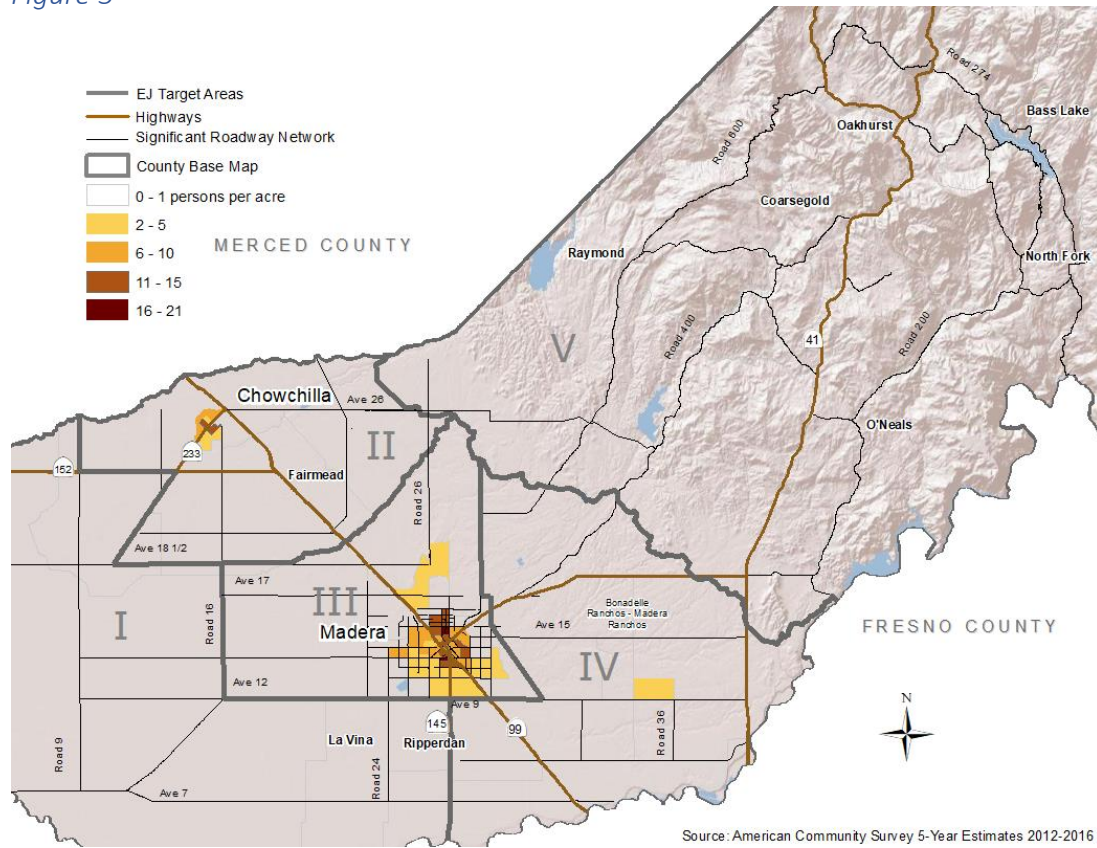 Figure 3
EJ Target Areas
Highways
Significant Roadway Network
County Base Map
0 - 1 persons per acre
2 - 5
6 - 10
11 - 15
16 - 21
MERCED COUNTY
Road 274
Bass Lake
Oakhurst
Road 600
Coarsegold
Raymond
North Fork
Road 400
Road 200
V
41
Chowchilla
Ave 26
O'Neals
II
233
152
Fairmead
Road 26
Ave 18 1/2
Ave 17
III
Bonadelle
Ranchos - Madera
Ranchos
I
Road 16
Madera
Ave 15
FRESNO COUNTY
IV
Ave 12
N
Ave 9
145
99
Road 36
La Vina
Ripperdan
Road 9
Road 24
Ave 7
Source: American Community Survey 5-Year Estimates 2012-2016